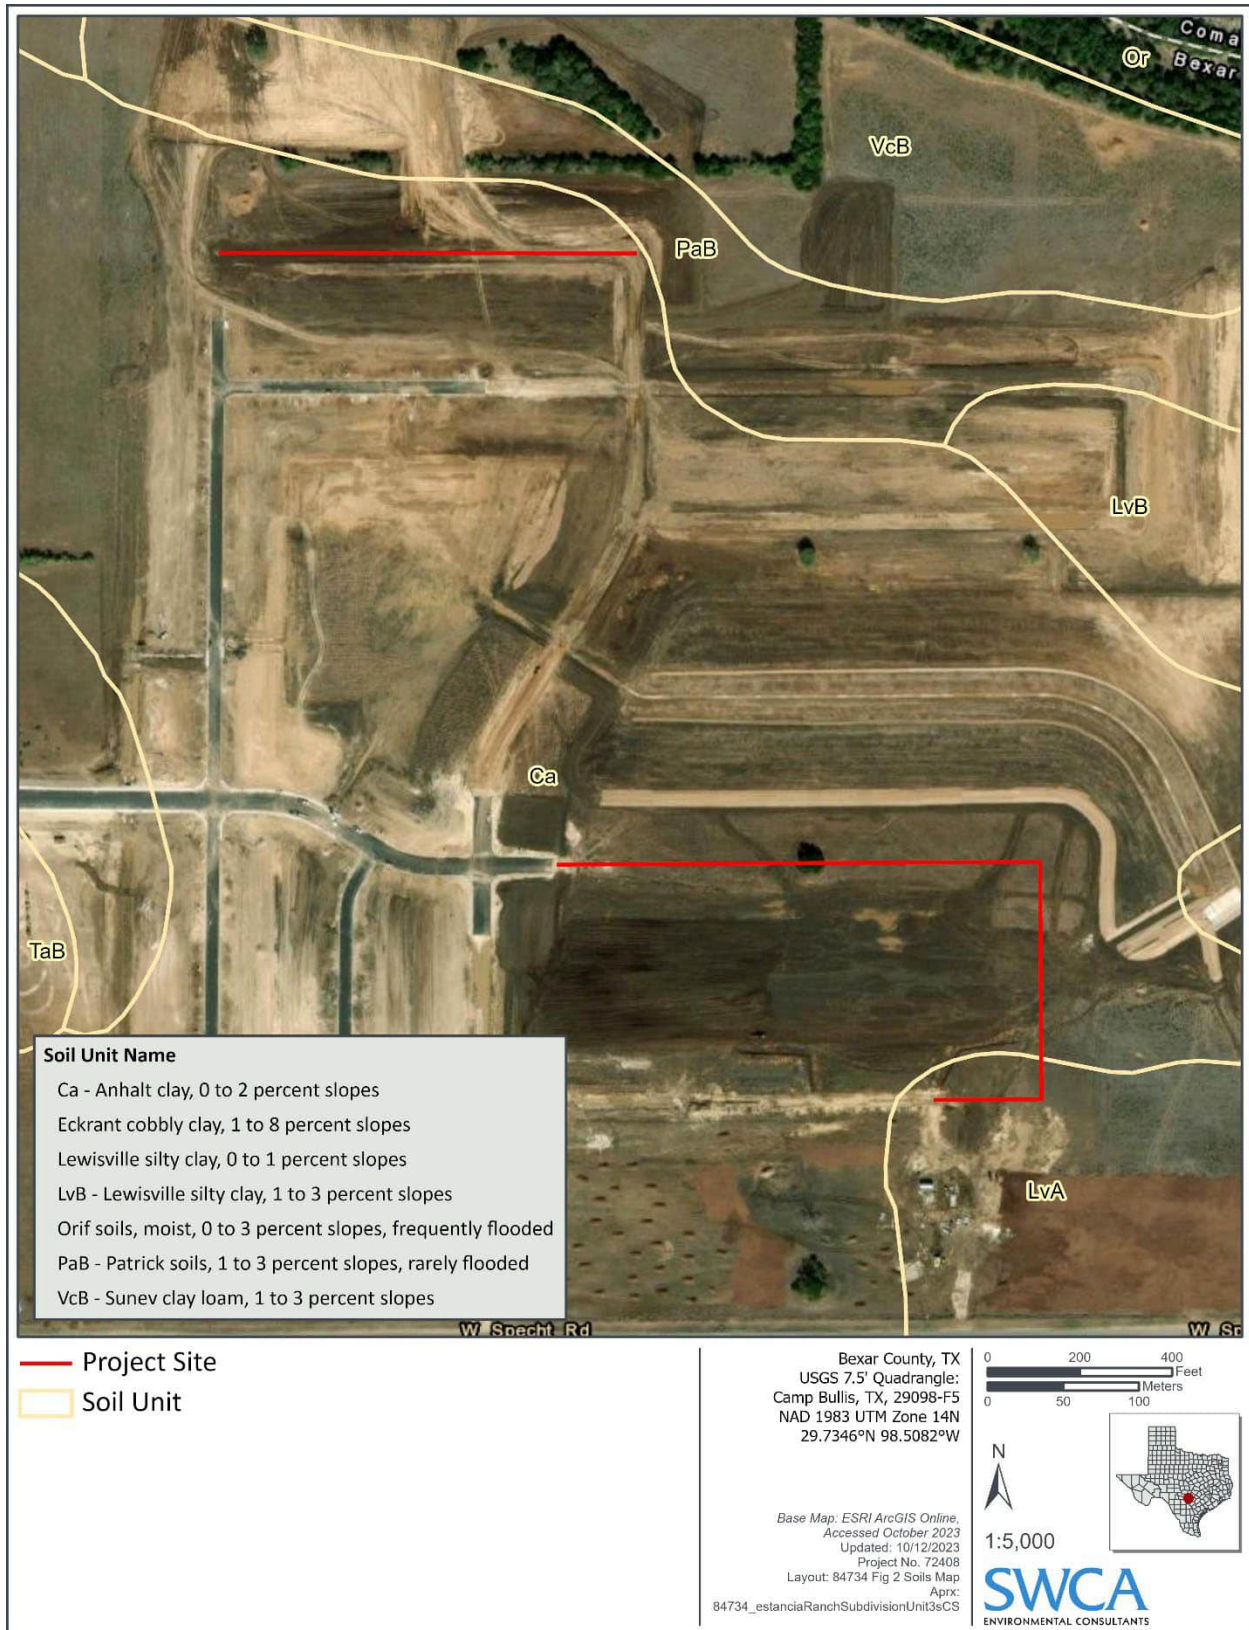 Coma
Or
Bexar
VcB
PaB
LvB
Ca
TaB
LvA
Soil Unit Name
Ca - Anhalt clay, 0 to 2 percent slopes
Eckrant cobbly clay, 1 to 8 percent slopes
Lewisville silty clay, 0 to 1 percent slopes
LvB - Lewisville silty clay, 1 to 3 percent slopes
Orif soils, moist, 0 to 3 percent slopes, frequently flooded
PaB - Patrick soils, 1 to 3 percent slopes, rarely flooded
VcB - Sunev clay loam, 1 to 3 percent slopes
W Specht Rd
W Sp
Project Site
Soil Unit
Bexar County, TX
USGS 7.5' Quadrangle:
Camp Bullis, TX, 29098-F5
NAD 1983 UTM Zone 14N
29.7346°N 98.5082°W
Base Map: ESRI ArcGIS Online,
Accessed October 2023
Updated: 10/12/2023
Project No. 72408
Layout: 84734 Fig 2 Soils Map
Aprx:
84734_estanciaRanchSubdivisionUnit3sCS
0 200 400
Feet
Meters
0 50 100
N
1:5,000
SWCA
ENVIRONMENTAL CONSULTANTS